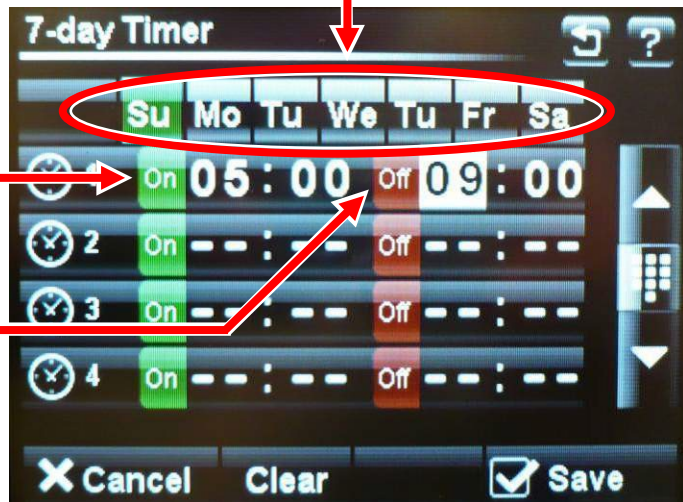 7-day Timer ?
Su Mo Tu We Tu Fr Sa
1 On 05:00 Off 09:00
2 On --:-- Off --:--
3 On --:-- Off --:--
4 On --:-- Off --:--
Cancel Clear Save